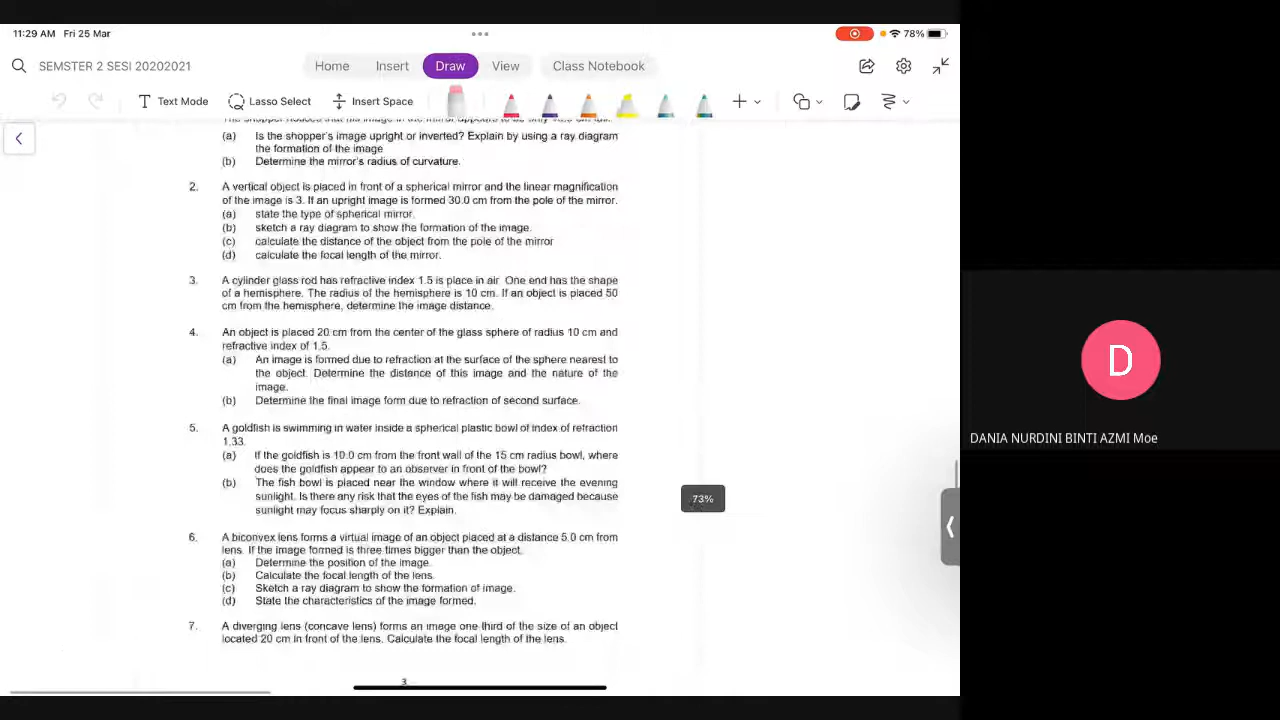 11:29 AM Fri 25 Mar
78%
SEMSTER 2 SESI 20202021
Home
Insert
Draw
View
Class Notebook
Text Mode
Lasso Select
Insert Space
(a) Is the shopper's image upright or inverted? Explain by using a ray diagram
the formation of the image
(b) Determine the mirror's radius of curvature.
2. A vertical object is placed in front of a spherical mirror and the linear magnification
of the image is 3. If an upright image is formed 30.0 cm from the pole of the mirror.
(a) state the type of spherical mirror.
(b) sketch a ray diagram to show the formation of the image.
(c) calculate the distance of the object from the pole of the mirror
(d) calculate the focal length of the mirror.
3. A cylinder glass rod has refractive index 1.5 is place in air. One end has the shape
of a hemisphere. The radius of the hemisphere is 10 cm. If an object is placed 50
cm from the hemisphere, determine the image distance.
4. An object is placed 20 cm from the center of the glass sphere of radius 10 cm and
refractive index of 1.5.
(a) An image is formed due to refraction at the surface of the sphere nearest to
the object. Determine the distance of this image and the nature of the
image.
(b) Determine the final image form due to refraction of second surface.
5. A goldfish is swimming in water inside a spherical plastic bowl of index of refraction
1.33.
(a) If the goldfish is 10.0 cm from the front wall of the 15 cm radius bowl, where
does the goldfish appear to an observer in front of the bowl?
(b) The fish bowl is placed near the window where it will receive the evening
sunlight. Is there any risk that the eyes of the fish may be damaged because
sunlight may focus sharply on it? Explain.
6. A biconvex lens forms a virtual image of an object placed at a distance 5.0 cm from
lens. If the image formed is three times bigger than the object.
(a) Determine the position of the image.
(b) Calculate the focal length of the lens.
(c) Sketch a ray diagram to show the formation of image.
(d) State the characteristics of the image formed.
7. A diverging lens (concave lens) forms an image one third of the size of an object
located 20 cm in front of the lens. Calculate the focal length of the lens.
3
73%
D
DANIA NURDINI BINTI AZMI Moe